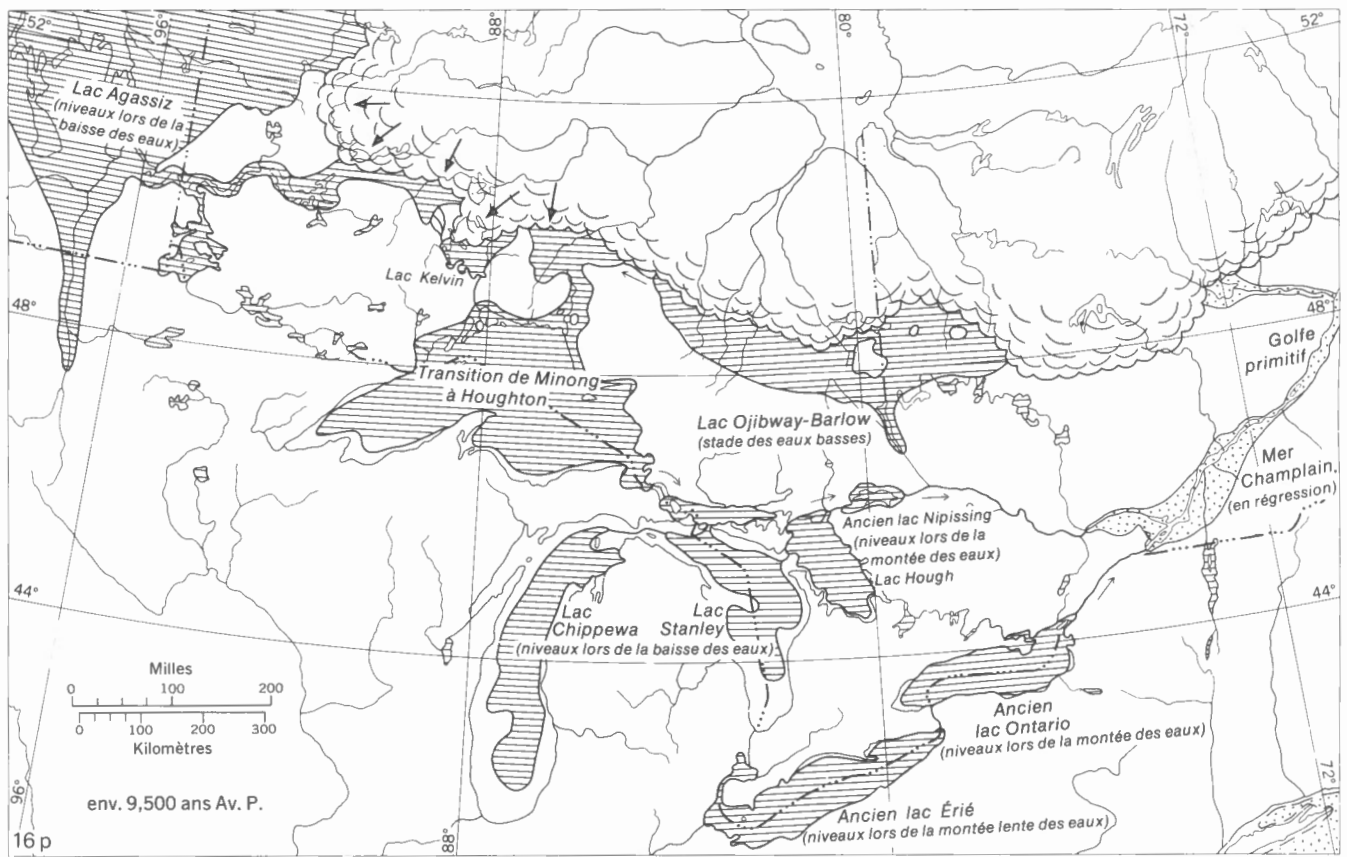 52°
96°
88°
80°
72°
52°
Lac Agassiz
(niveaux lors de la
baisse des eaux)
Lac Kelvin
48°
48°
Golfe
primitif
Transition de Minong
à Houghton
Lac Ojibway-Barlow
(stade des eaux basses)
Mer
Champlain,
(en régression)
Ancien lac Nipissing
(niveaux lors de la
montée des eaux)
Lac Hough
44°
44°
Lac
Chippewa
Lac
Stanley
(niveaux lors de la baisse des eaux)
Milles
0 100 200
0 100 200 300
Kilomètres
Ancien
lac Ontario
(niveaux lors de la montée des eaux)
96°
env. 9,500 ans Av. P.
72°
Ancien lac Érié
(niveaux lors de la montée lente des eaux)
16 p
88°